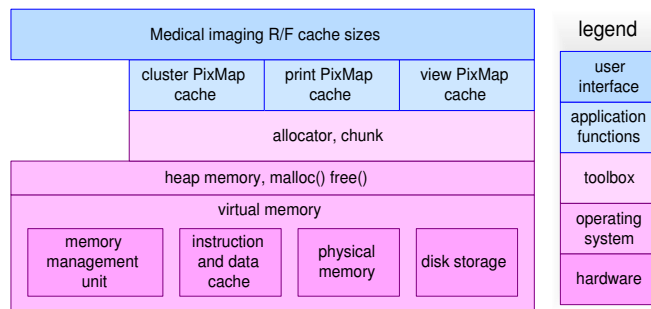 Medical imaging R/F cache sizes
cluster PixMap
cache
print PixMap
cache
view PixMap
cache
allocator, chunk
heap memory, malloc() free()
virtual memory
memory
management
unit
instruction
and data
cache
physical
memory
disk storage
legend
user
interface
application
functions
toolbox
operating
system
hardware